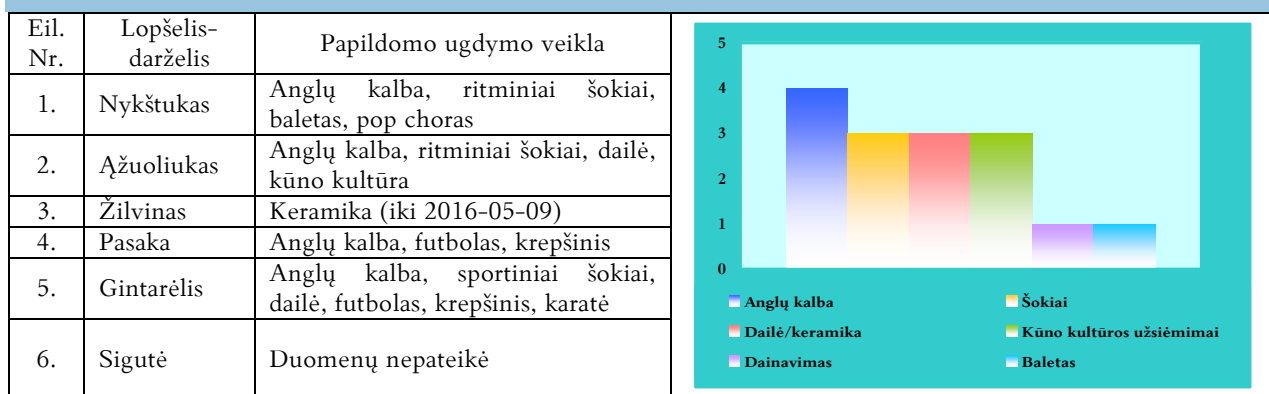 Eil. Nr.
Lopšelis-darželis
Papildomo ugdymo veikla
1.
Nykštukas
Anglų kalba, ritminiai šokiai,
baletas, pop choras
2.
Ąžuoliukas
Anglų kalba, ritminiai šokiai, dailė,
kūno kultūra
3.
Žilvinas
Keramika (iki 2016-05-09)
4.
Pasaka
Anglų kalba, futbolas, krepšinis
5.
Gintarėlis
Anglų kalba, sportiniai šokiai,
dailė, futbolas, krepšinis, karatė
6.
Sigutė
Duomenų nepateikė
5
4
3
2
1
0
Anglų kalba
Šokiai
Dailė/keramika
Kūno kultūros užsiėmimai
Dainavimas
Baletas